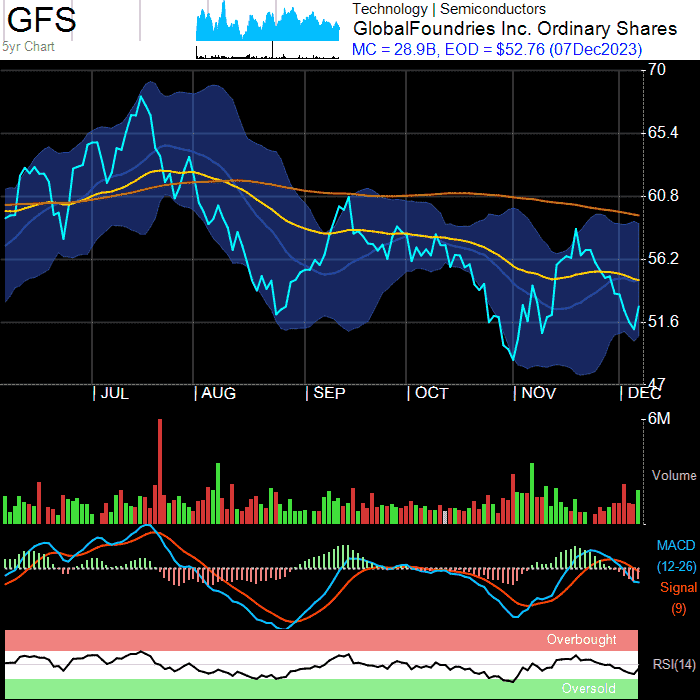 GFS
5yr Chart
Technology | Semiconductors
GlobalFoundries Inc. Ordinary Shares
MC = 28.9B, EOD = $52.76 (07Dec2023)
70
65.4
60.8
56.2
51.6
47
JUL AUG SEP OCT NOV DEC
6M
Volume
MACD
(12-26)
Signal
(9)
Overbought
RSI(14)
Oversold